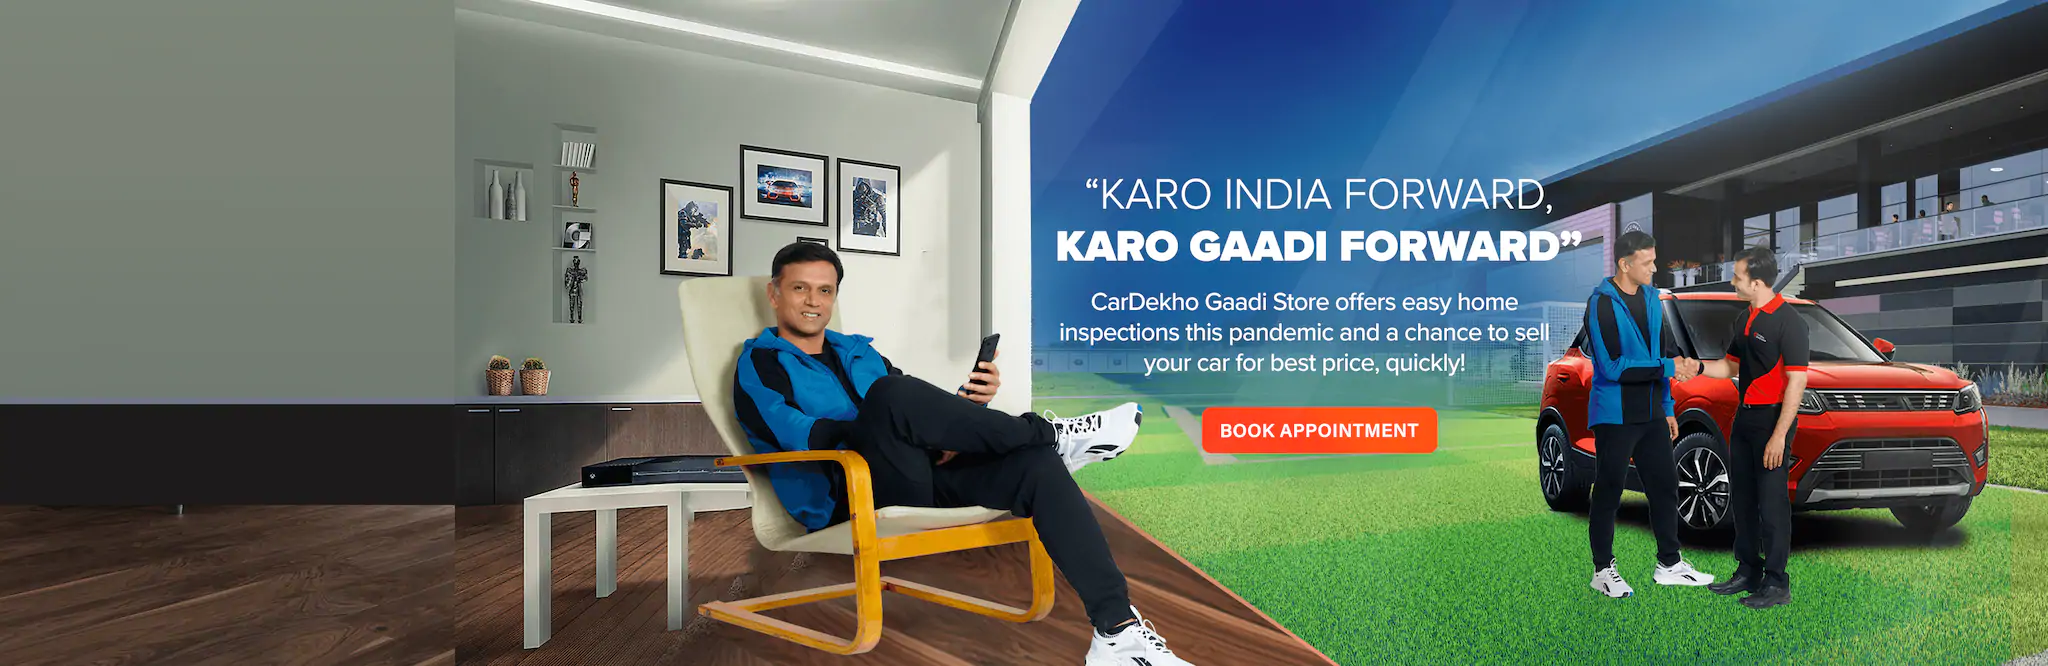 “KARO INDIA FORWARD,
KARO GAADI FORWARD”
CarDekho Gaadi Store offers easy home
inspections this pandemic and a chance to sell
your car for best price, quickly!
BOOK APPOINTMENT